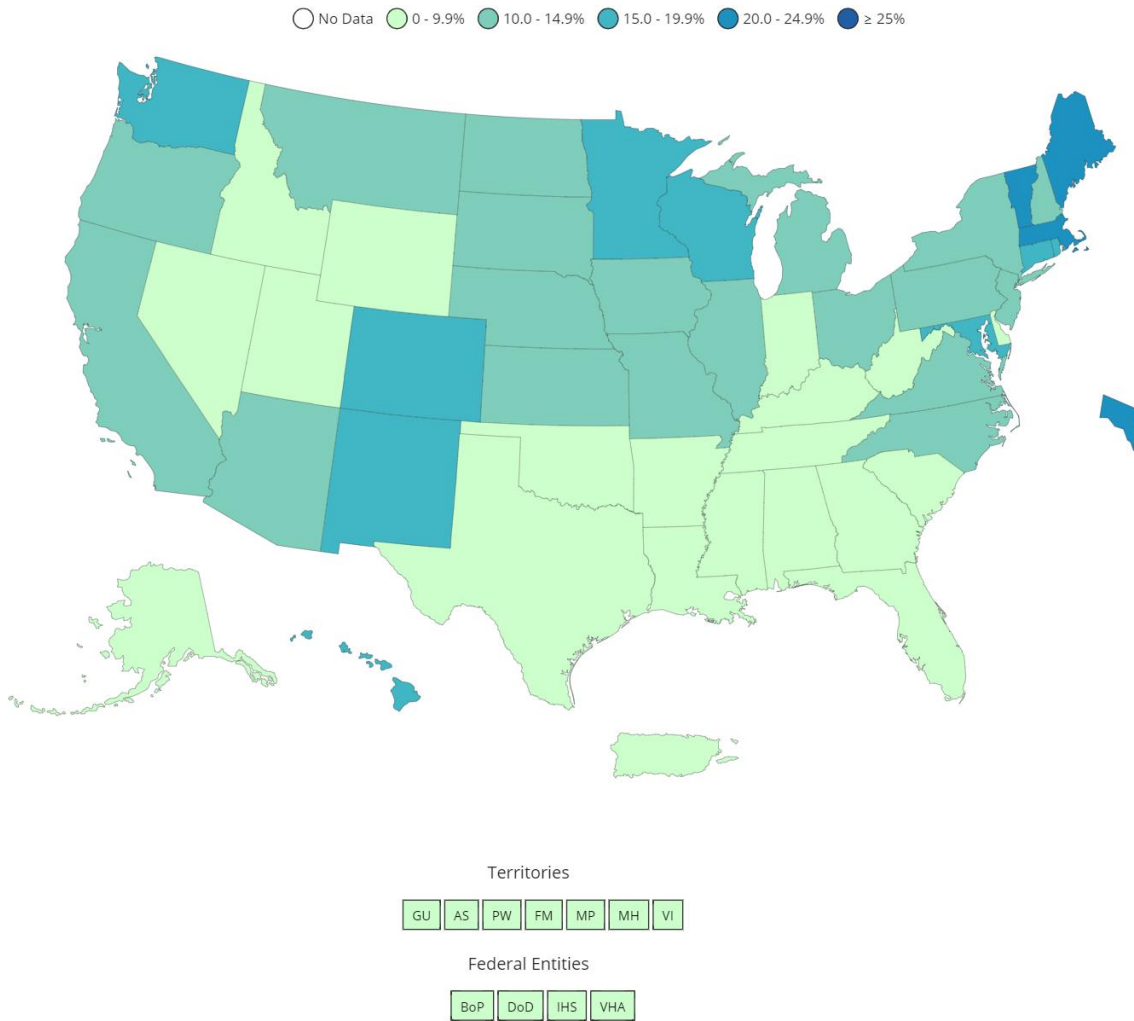 No Data 0 - 9.9% 10.0 - 14.9% 15.0 - 19.9% 20.0 - 24.9% ≥ 25%
Territories
GU AS PW FM MP MH VI
Federal Entities
BoP DoD IHS VHA